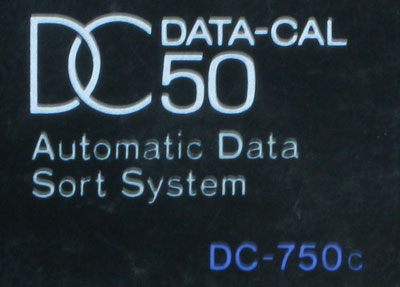 DC DATA-CAL
50
Automatic Data
Sort System
DC-750c